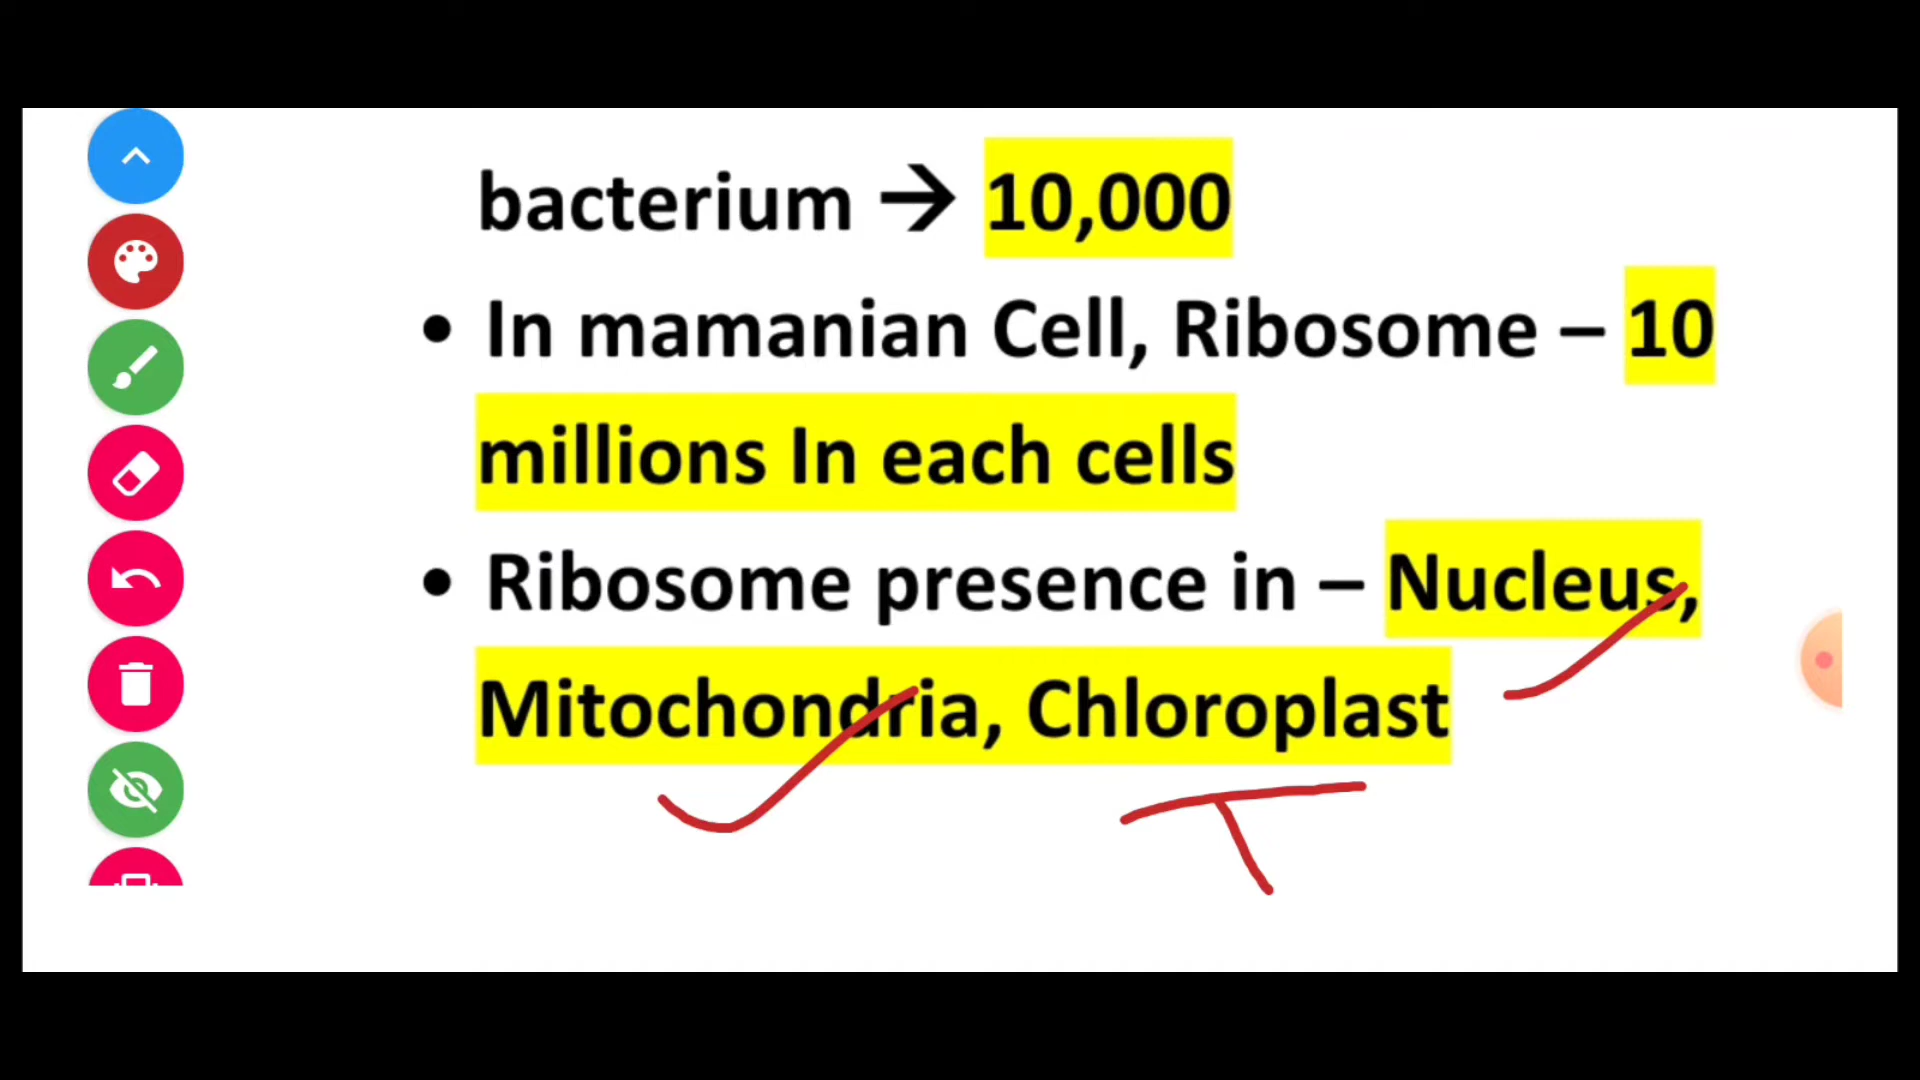 bacterium → 10,000
• In mamanian Cell, Ribosome – 10
millions In each cells
• Ribosome presence in – Nucleus,
Mitochondria, Chloroplast